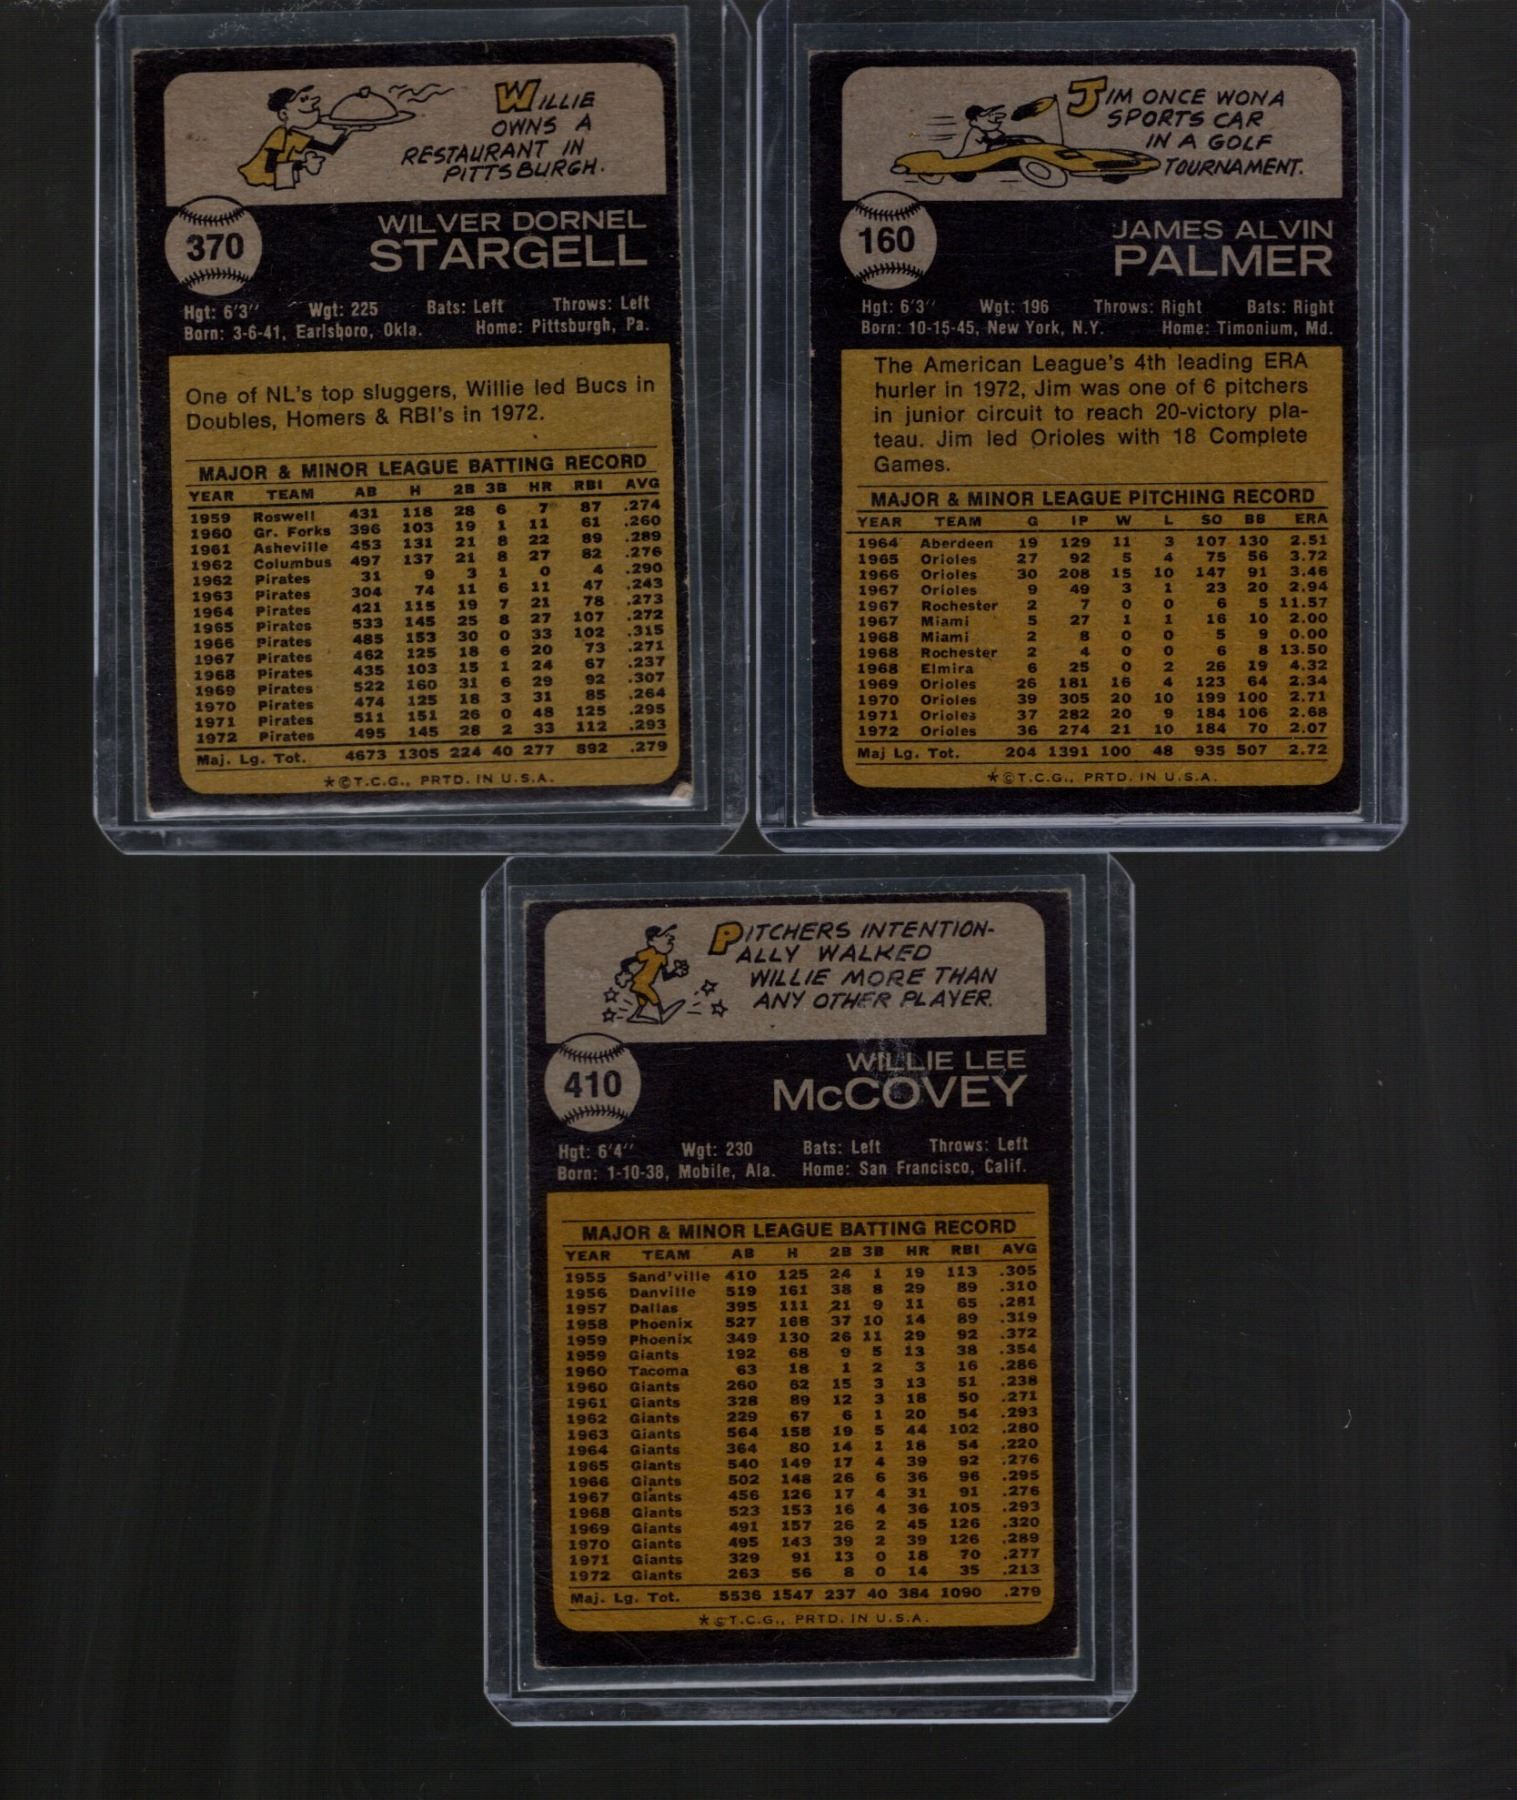 WILLIE
OWNS A
RESTAURANT IN
PITTSBURGH.
370
WILVER DORNEL
STARGELL
Hgt: 6'3" Wgt: 225 Bats: Left Throws: Left
Born: 3-6-41, Earlsboro, Okla. Home: Pittsburgh, Pa.
One of NL's top sluggers, Willie led Bucs in
Doubles, Homers & RBI's in 1972.
MAJOR & MINOR LEAGUE BATTING RECORD
YEAR TEAM AB H 2B 3B HR RBI AVG
1959 Roswell 431 118 28 6 7 87 .274
1960 Gr. Forks 396 103 19 1 11 61 .260
1961 Asheville 453 131 21 8 22 89 .289
1962 Columbus 497 137 21 8 27 82 .276
1962 Pirates 31 9 3 1 0 4 .290
1963 Pirates 304 74 11 6 11 47 .243
1964 Pirates 421 115 19 7 21 78 .273
1965 Pirates 533 145 25 8 27 107 .272
1966 Pirates 485 153 30 0 33 102 .315
1967 Pirates 462 125 18 6 20 73 .271
1968 Pirates 435 103 15 1 24 67 .237
1969 Pirates 522 160 31 6 29 92 .307
1970 Pirates 474 125 18 3 31 85 .264
1971 Pirates 511 151 26 0 48 125 .295
1972 Pirates 495 145 28 2 33 112 .293
Maj. Lg. Tot. 4673 1305 224 40 277 892 .279
*©T.C.G., PRTD. IN U.S.A.
JIM ONCE WON A
SPORTS CAR
IN A GOLF
TOURNAMENT.
160
JAMES ALVIN
PALMER
Hgt: 6'3" Wgt: 196 Throws: Right Bats: Right
Born: 10-15-45, New York, N.Y. Home: Timonium, Md.
The American League's 4th leading ERA
hurler in 1972, Jim was one of 6 pitchers
in junior circuit to reach 20-victory pla-
teau. Jim led Orioles with 18 Complete
Games.
MAJOR & MINOR LEAGUE PITCHING RECORD
YEAR TEAM G IP W L SO BB ERA
1964 Aberdeen 19 129 11 3 107 130 2.51
1965 Orioles 27 92 5 4 75 56 3.72
1966 Orioles 30 208 15 10 147 91 3.46
1967 Orioles 9 49 3 1 23 20 2.94
1967 Rochester 2 7 0 0 6 5 11.57
1967 Miami 5 27 1 1 16 10 2.00
1968 Miami 2 8 0 0 5 9 0.00
1968 Rochester 2 4 0 0 6 8 13.50
1968 Elmira 6 25 0 2 26 19 4.32
1969 Orioles 26 181 16 4 123 64 2.34
1970 Orioles 39 305 20 10 199 100 2.71
1971 Orioles 37 282 20 9 184 106 2.68
1972 Orioles 36 274 21 10 184 70 2.07
Maj Lg. Tot. 204 1391 100 48 935 507 2.72
*©T.C.G., PRTD. IN U.S.A.
PITCHERS INTENTION-
ALLY WALKED
WILLIE MORE THAN
ANY OTHER PLAYER.
410
WILLIE LEE
McCOVEY
Hgt: 6'4" Wgt: 230 Bats: Left Throws: Left
Born: 1-10-38, Mobile, Ala. Home: San Francisco, Calif.
MAJOR & MINOR LEAGUE BATTING RECORD
YEAR TEAM AB H 2B 3B HR RBI AVG
1955 Sand'ville 410 125 24 1 19 113 .305
1956 Danville 519 161 38 8 29 89 .310
1957 Dallas 395 111 21 9 11 65 .281
1958 Phoenix 527 168 37 10 14 89 .319
1959 Phoenix 349 130 26 11 29 92 .372
1959 Giants 192 68 9 5 13 38 .354
1960 Tacoma 63 18 1 2 3 16 .286
1960 Giants 260 62 15 3 13 51 .238
1961 Giants 328 89 12 3 18 50 .271
1962 Giants 229 67 6 1 20 54 .293
1963 Giants 564 158 19 5 44 102 .280
1964 Giants 364 80 14 1 18 54 .220
1965 Giants 540 149 17 4 39 92 .276
1966 Giants 502 148 26 6 36 96 .295
1967 Giants 456 126 17 4 31 91 .276
1968 Giants 523 153 16 4 36 105 .293
1969 Giants 491 157 26 2 45 126 .320
1970 Giants 495 143 39 2 39 126 .289
1971 Giants 329 91 13 0 18 70 .277
1972 Giants 263 56 8 0 14 35 .213
Maj. Lg. Tot. 5536 1547 237 40 384 1090 .279
*©T.C.G., PRTD. IN U.S.A.